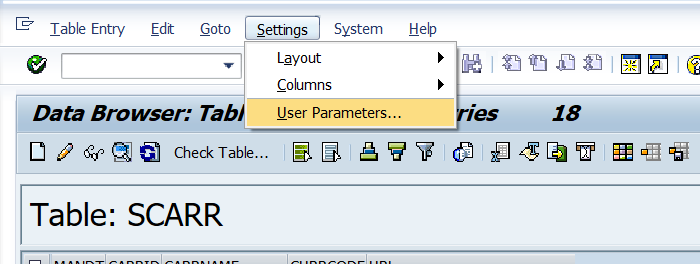 Table Entry Edit Goto Settings System Help
Layout
Columns
User Parameters...
Data Browser: Tabl ries 18
Check Table...
Table: SCARR
MANDT CARRID CARRNAME CURRCODE URL